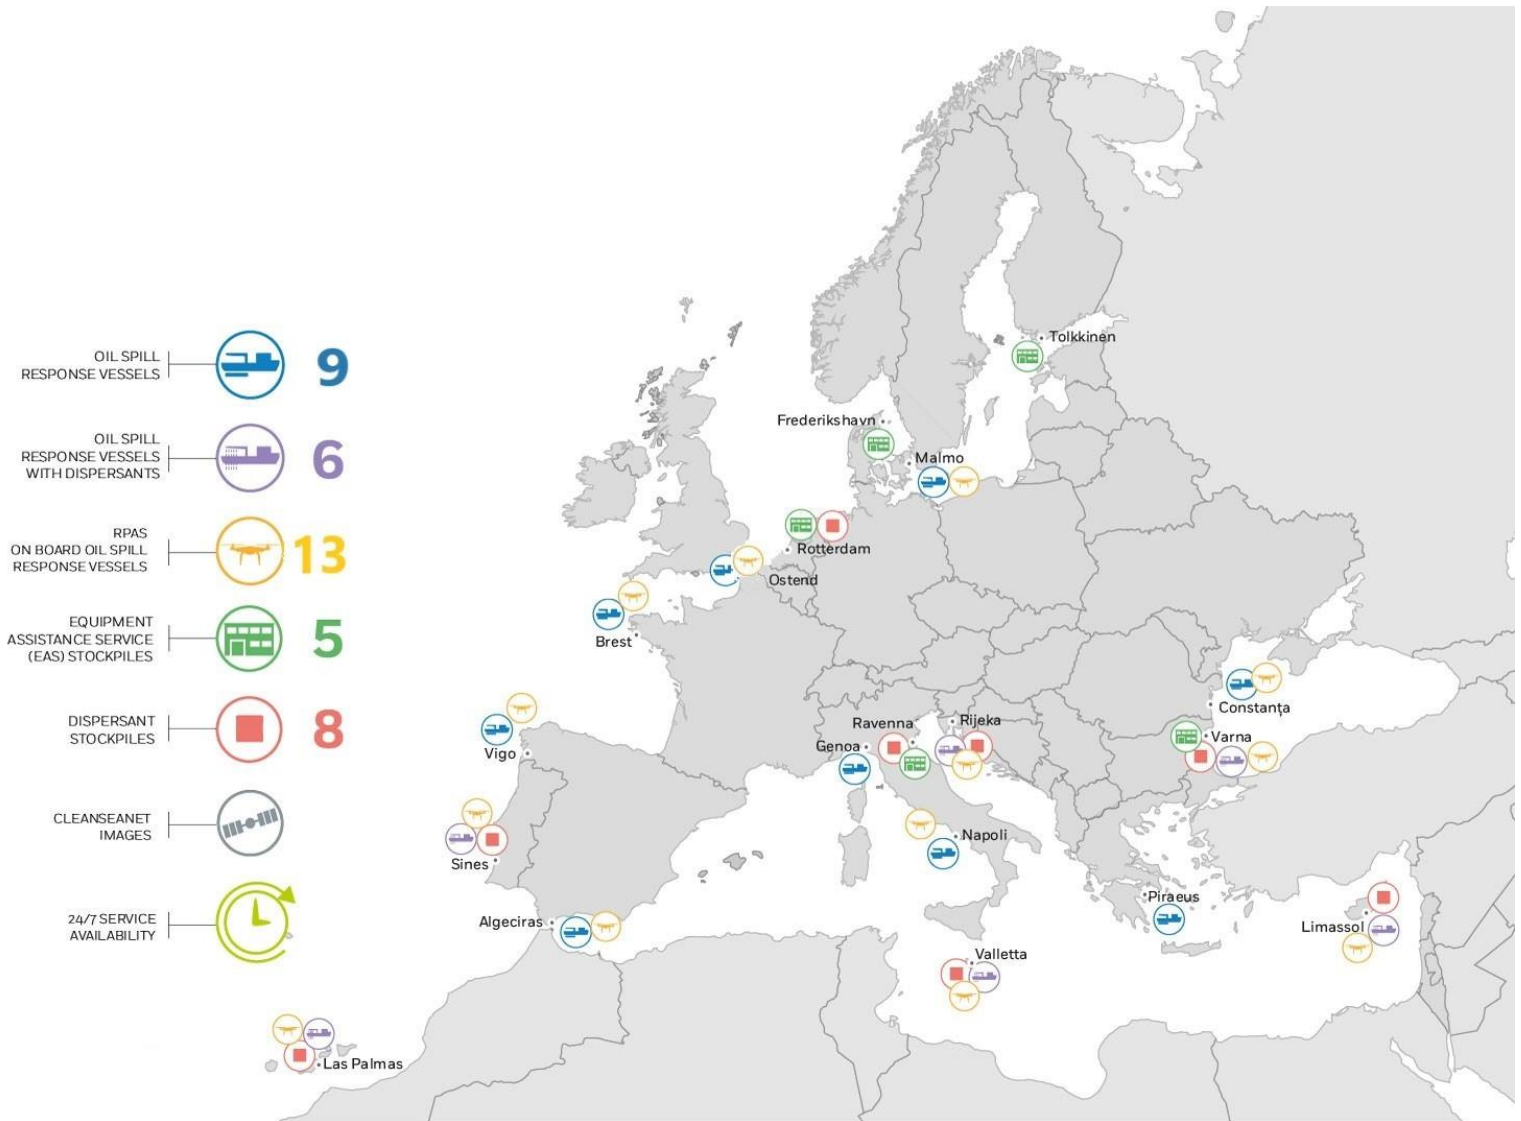 OIL SPILL
RESPONSE VESSELS
9
OIL SPILL
RESPONSE VESSELS
WITH DISPERSANTS
6
RPAS
ON BOARD OIL SPILL
RESPONSE VESSELS
13
EQUIPMENT
ASSISTANCE SERVICE
(EAS) STOCKPILES
5
DISPERSANT
STOCKPILES
8
CLEANSEANET
IMAGES
24/7 SERVICE
AVAILABILITY
Tolkkinen
Frederikshavn
Malmo
Rotterdam
Ostend
Brest
Constanța
Vigo
Ravenna
Rijeka
Genoa
Varna
Napoli
Sines
Piraeus
Algeciras
Limassol
Valletta
Las Palmas